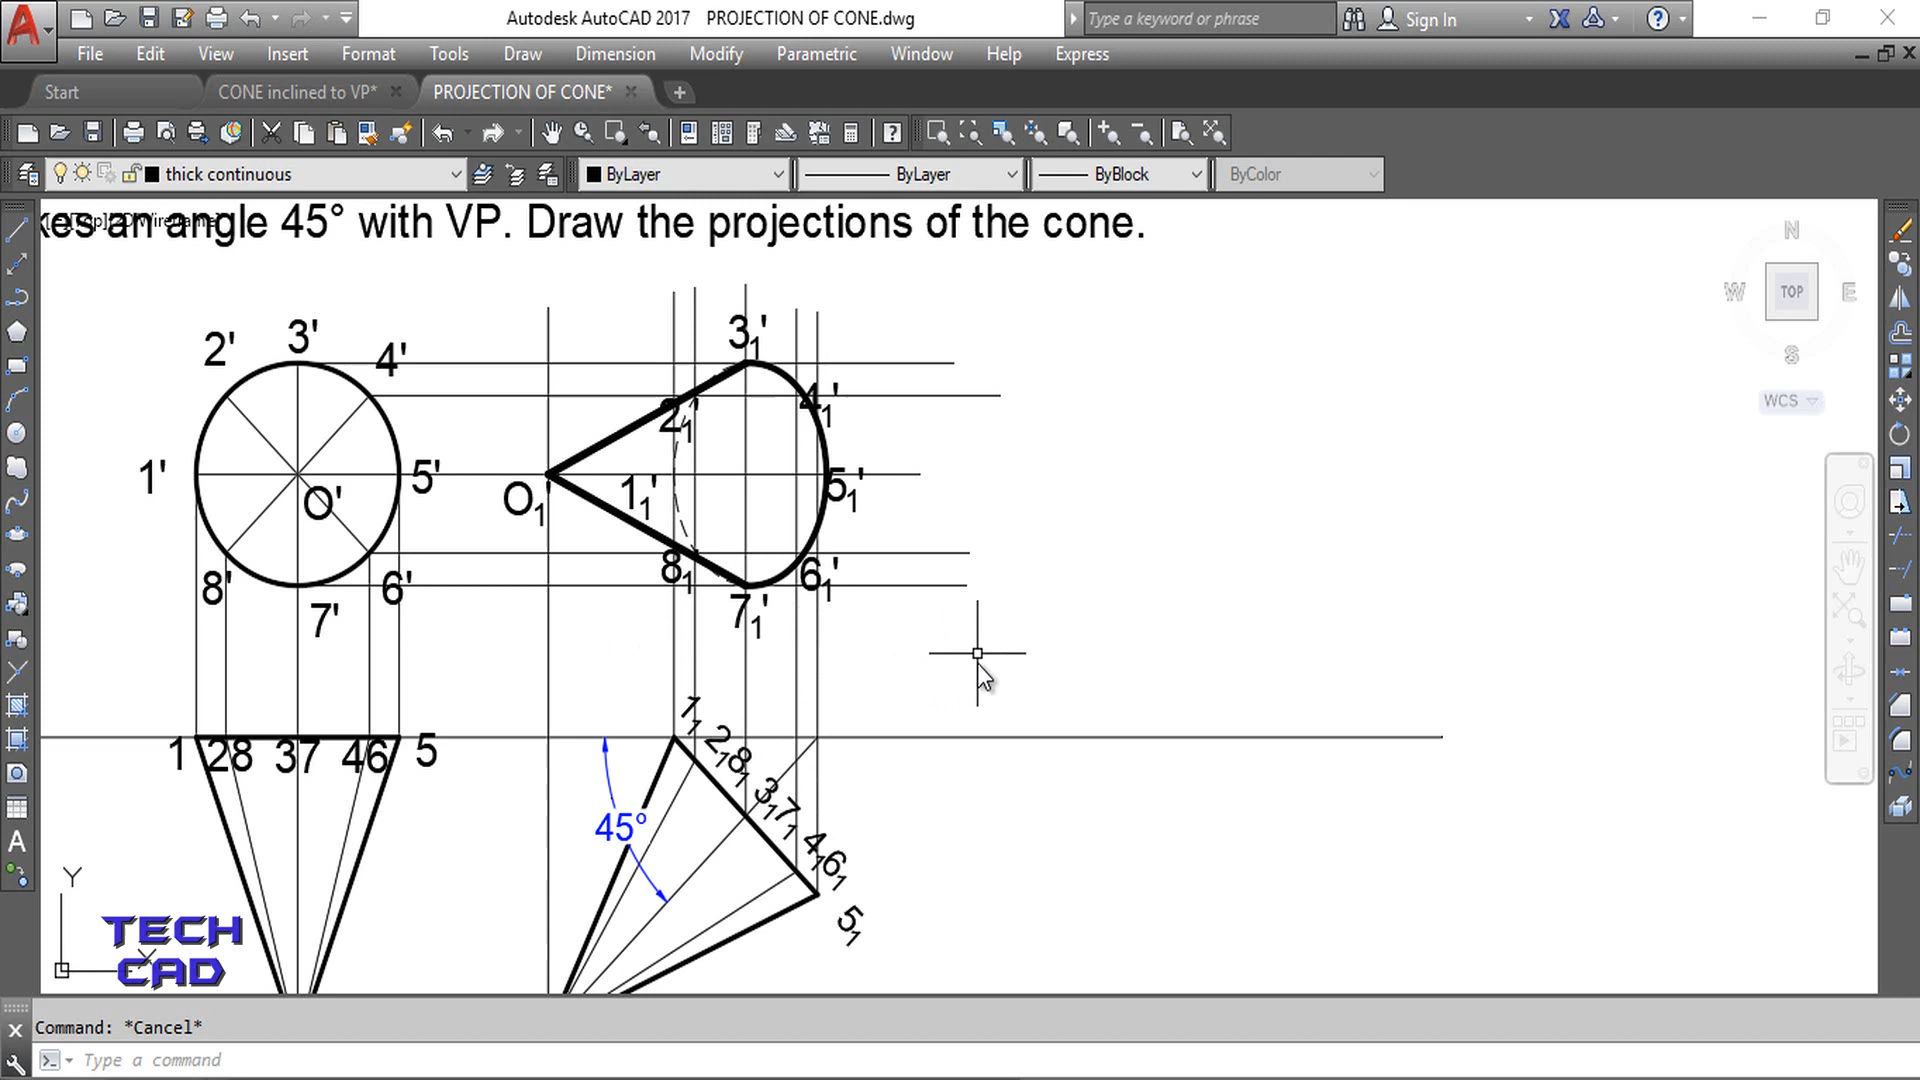 Autodesk AutoCAD 2017 PROJECTION OF CONE.dwg
Type a keyword or phrase
Sign In
File Edit View Insert Format Tools Draw Dimension Modify Parametric Window Help Express
Start
CONE inclined to VP*
PROJECTION OF CONE*
thick continuous
ByLayer
ByLayer
ByBlock
ByColor
an angle 45° with VP. Draw the projections of the cone.
N
W TOP E
S
WCS
2' 3' 4'
1' O' 5'
8' 7' 6'
3₁'
2₁' 4₁'
O₁' 1₁' 5₁'
8₁ 6₁'
7₁'
1 28 37 46 5
1₁
2₁8₁
3₁7₁
4₁6₁
5₁
45°
Y
X
TECH
CAD
Command: *Cancel*
Type a command